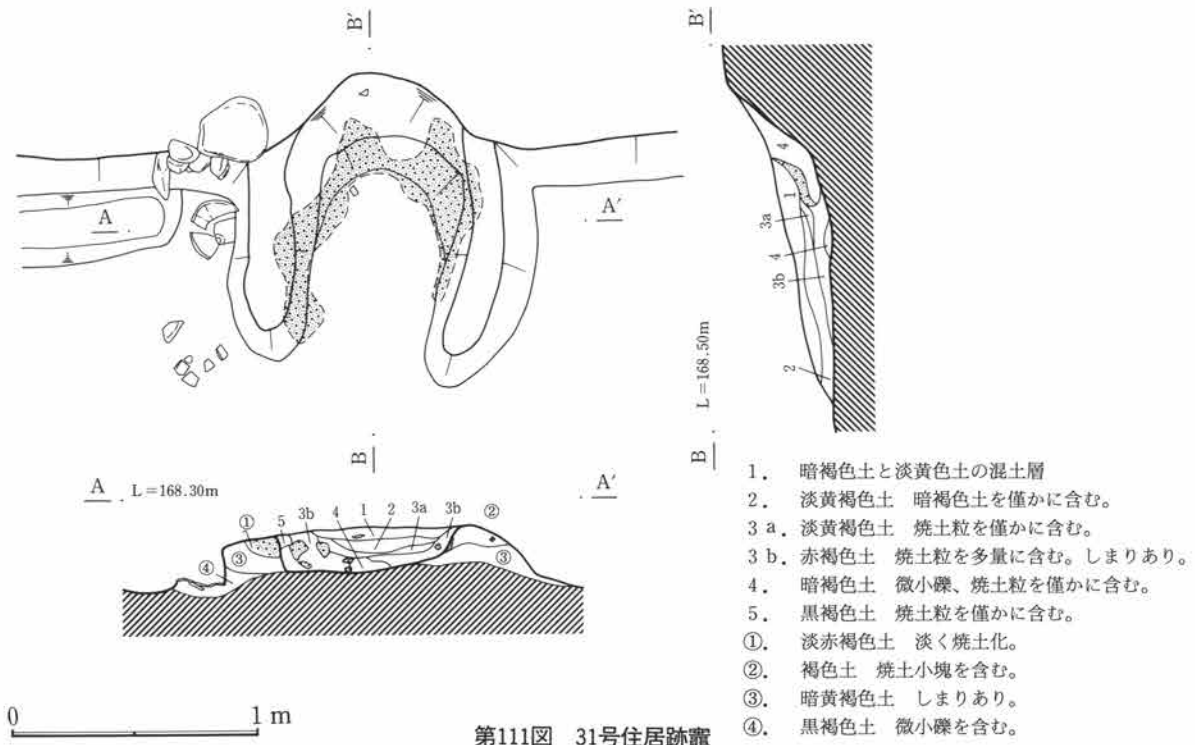 B′
B′
A
A′
4
1
3a
4
3b
2
L=168.50m
B
B
A L=168.30m
A′
① 5 3b 4 1 2 3a 3b ②
③
③
④
1. 暗褐色土と淡黄色土の混土層
2. 淡黄褐色土 暗褐色土を僅かに含む。
3a. 淡黄褐色土 焼土粒を僅かに含む。
3b. 赤褐色土 焼土粒を多量に含む。しまりあり。
4. 暗褐色土 微小礫、焼土粒を僅かに含む。
5. 黒褐色土 焼土粒を僅かに含む。
①. 淡赤褐色土 淡く焼土化。
②. 褐色土 焼土小塊を含む。
③. 暗黄褐色土 しまりあり。
④. 黒褐色土 微小礫を含む。
0 1m
第111図 31号住居跡竈